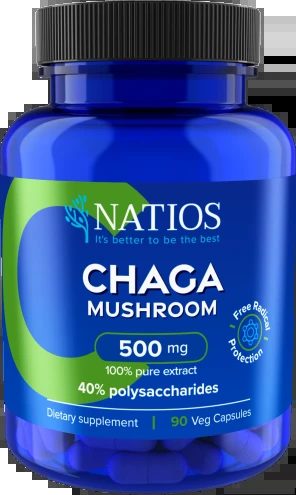 NATIOS
It's better to be the best
CHAGA
MUSHROOM
500 mg
100% pure extract
40% polysaccharides
Free Radical
Protection
Dietary supplement | 90 Veg Capsules